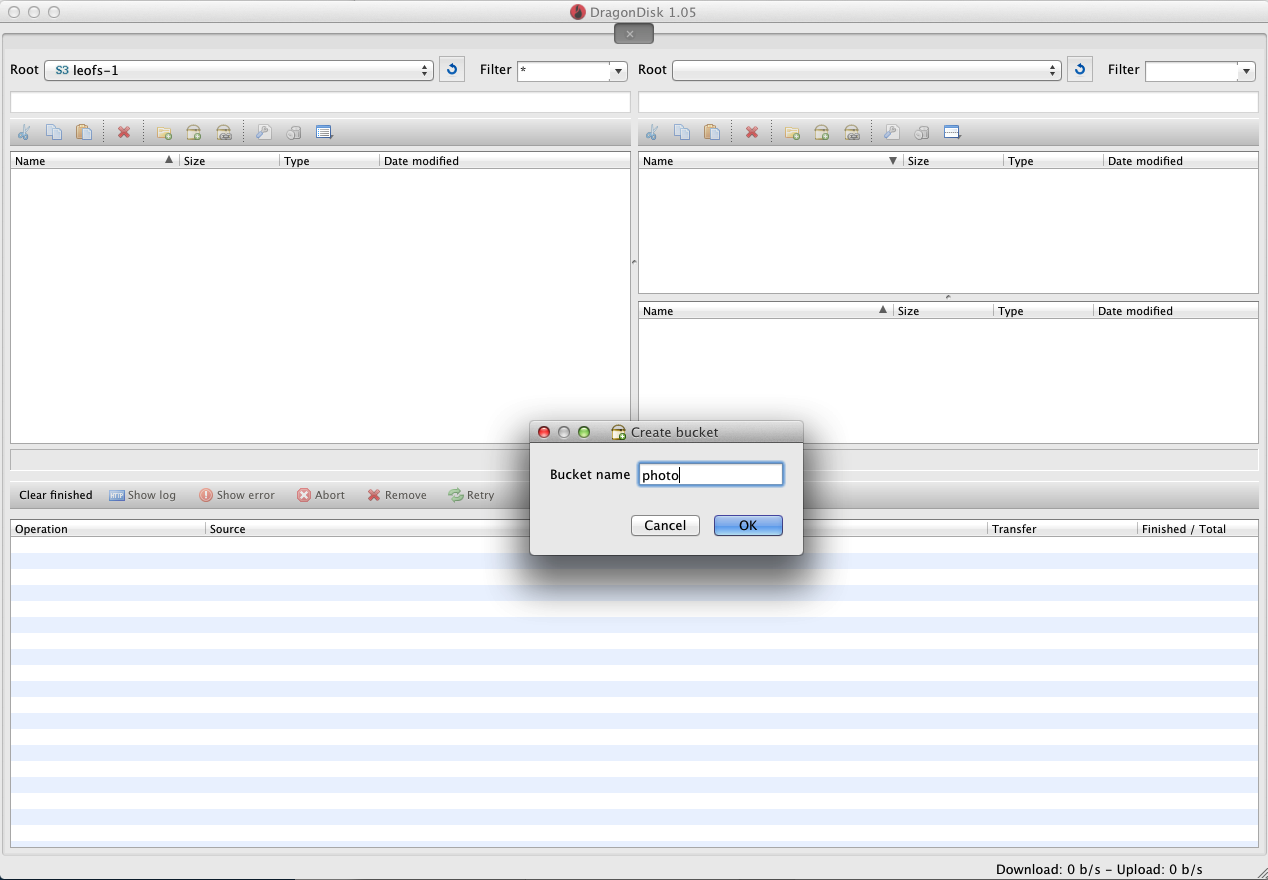 DragonDisk 1.05
Root S3 leofs-1 Filter * Root Filter
Name Size Type Date modified Name Size Type Date modified
Name Size Type Date modified
Create bucket
Bucket name photo
Cancel OK
Clear finished HTTP Show log Show error Abort Remove Retry
Operation Source Transfer Finished / Total
Download: 0 b/s - Upload: 0 b/s